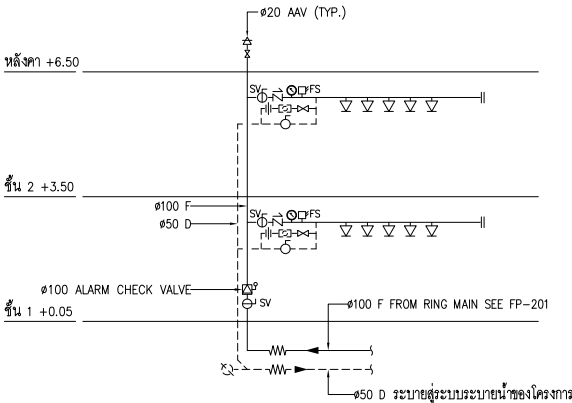 ø20 AAV (TYP.)
หลังคา +6.50
SV
FS
ชั้น 2 +3.50
ø100 F
ø50 D
SV
FS
ø100 ALARM CHECK VALVE
SV
ชั้น 1 +0.05
ø100 F FROM RING MAIN SEE FP-201
ø50 D ระบายสู่ระบบระบายน้ำของโครงการ